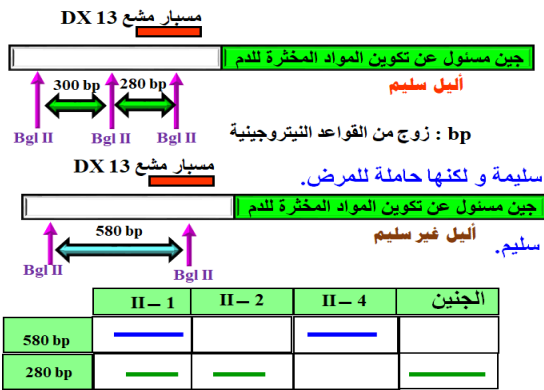 مسبار مشع DX 13
جين مسئول عن تكوين المواد المخثرة للدم
أليل سليم
300 bp 280 bp
Bgl II Bgl II Bgl II
bp : زوج من القواعد النيتروجينية
مسبار مشع DX 13
سليمة و لكنها حاملة للمرض.
جين مسئول عن تكوين المواد المخثرة للدم
أليل غير سليم
سليم.
580 bp
Bgl II Bgl II
II – 1 II – 2 II – 4 الجنين
580 bp
280 bp